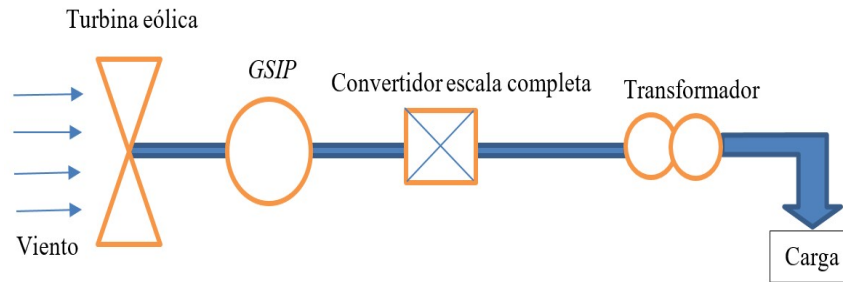 Turbina eólica
GSIP
Convertidor escala completa
Transformador
Viento
Carga